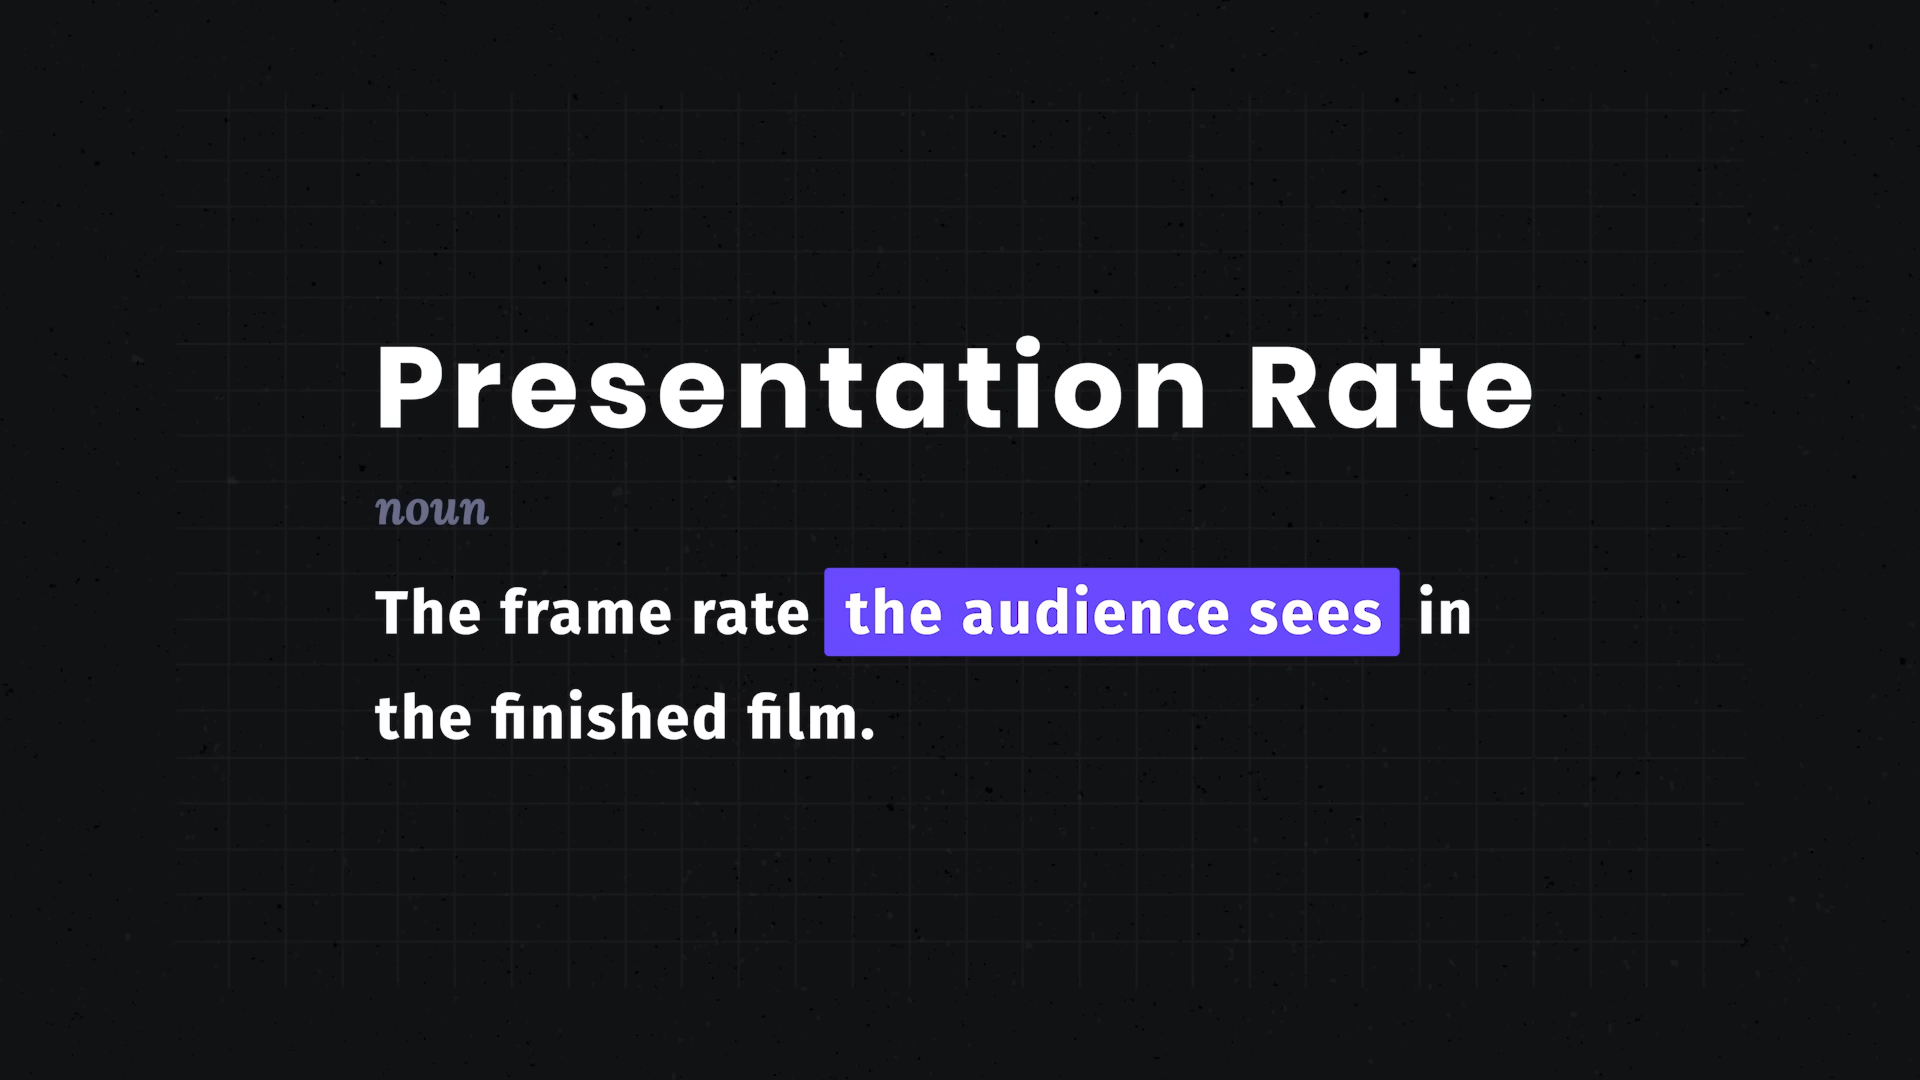 Presentation Rate
noun
The frame rate the audience sees in
the finished film.